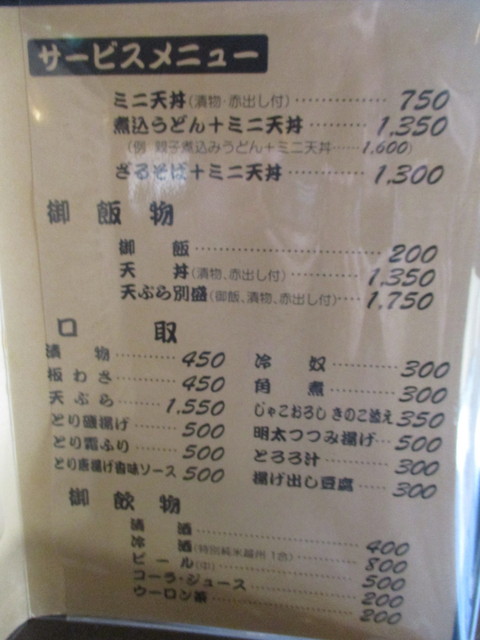 サービスメニュー
ミニ天丼(漬物・赤出し付)…………750
煮込うどん+ミニ天丼………1,350
(例 親子煮込みうどん+ミニ天丼……1,600)
ざるそば+ミニ天丼…………1,300
御飯物
御飯…………………………200
天丼(漬物、赤出し付)…………1,350
天ぷら別盛(御飯、漬物、赤出し付)……1,750
口取
漬物…………450
板わさ…………450
天ぷら…………1,550
とり磯揚げ…………500
とり霜ふり…………500
とり唐揚げ香味ソース 500
冷奴…………300
角煮…………300
じゃこおろし きのこ添え 350
明太つつみ揚げ……500
とろろ汁…………300
揚げ出し豆腐……300
御飲物
清酒…………………………400
冷酒(特別純米 1合)…………800
ビール(中)…………………500
コーラ・ジュース…………200
ウーロン茶…………………200